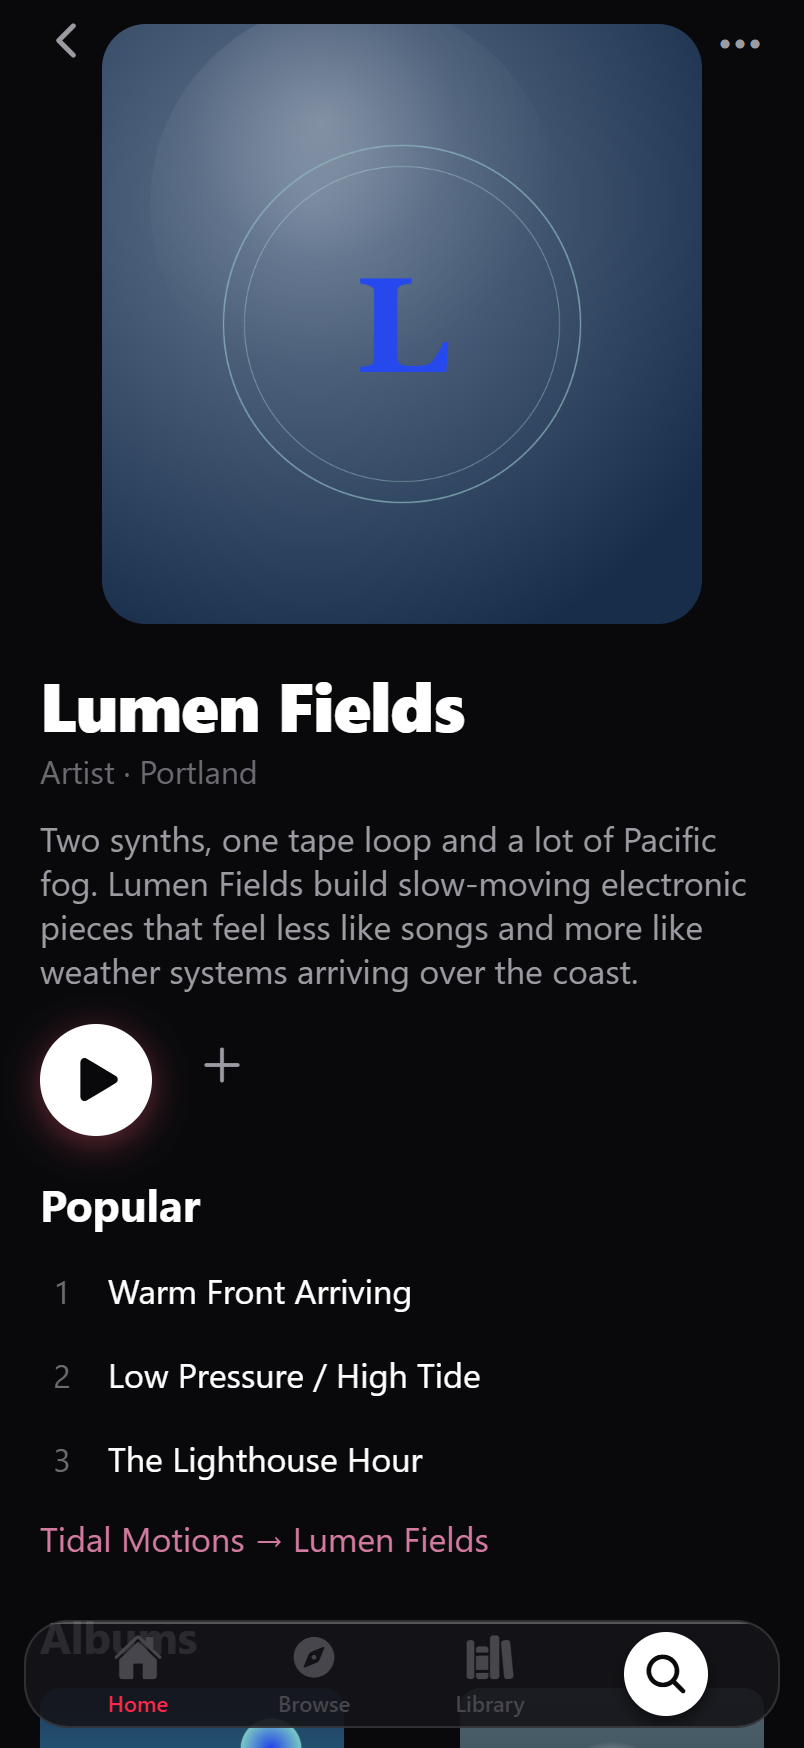 L
Lumen Fields
Artist · Portland
Two synths, one tape loop and a lot of Pacific
fog. Lumen Fields build slow-moving electronic
pieces that feel less like songs and more like
weather systems arriving over the coast.
Popular
1 Warm Front Arriving
2 Low Pressure / High Tide
3 The Lighthouse Hour
Tidal Motions → Lumen Fields
Albums
Home Browse Library